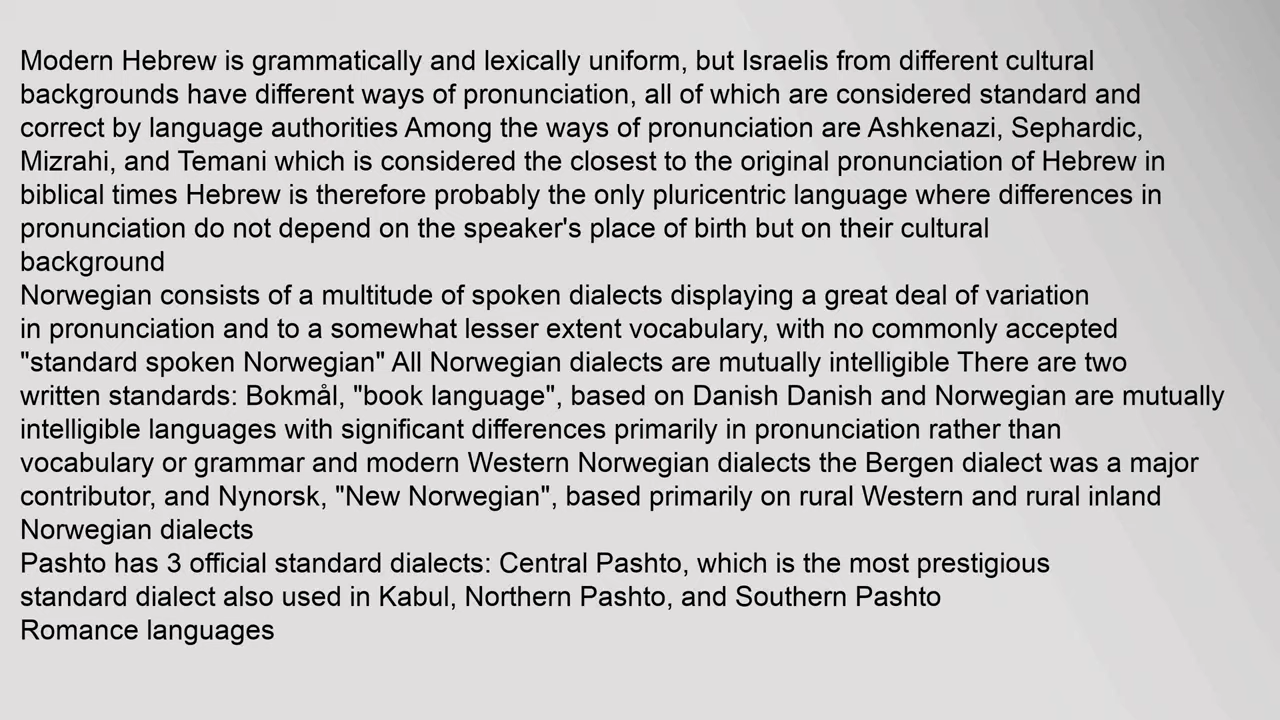 Modern Hebrew is grammatically and lexically uniform, but Israelis from different cultural
backgrounds have different ways of pronunciation, all of which are considered standard and
correct by language authorities Among the ways of pronunciation are Ashkenazi, Sephardic,
Mizrahi, and Temani which is considered the closest to the original pronunciation of Hebrew in
biblical times Hebrew is therefore probably the only pluricentric language where differences in
pronunciation do not depend on the speaker's place of birth but on their cultural
background
Norwegian consists of a multitude of spoken dialects displaying a great deal of variation
in pronunciation and to a somewhat lesser extent vocabulary, with no commonly accepted
"standard spoken Norwegian" All Norwegian dialects are mutually intelligible There are two
written standards: Bokmål, "book language", based on Danish Danish and Norwegian are mutually
intelligible languages with significant differences primarily in pronunciation rather than
vocabulary or grammar and modern Western Norwegian dialects the Bergen dialect was a major
contributor, and Nynorsk, "New Norwegian", based primarily on rural Western and rural inland
Norwegian dialects
Pashto has 3 official standard dialects: Central Pashto, which is the most prestigious
standard dialect also used in Kabul, Northern Pashto, and Southern Pashto
Romance languages